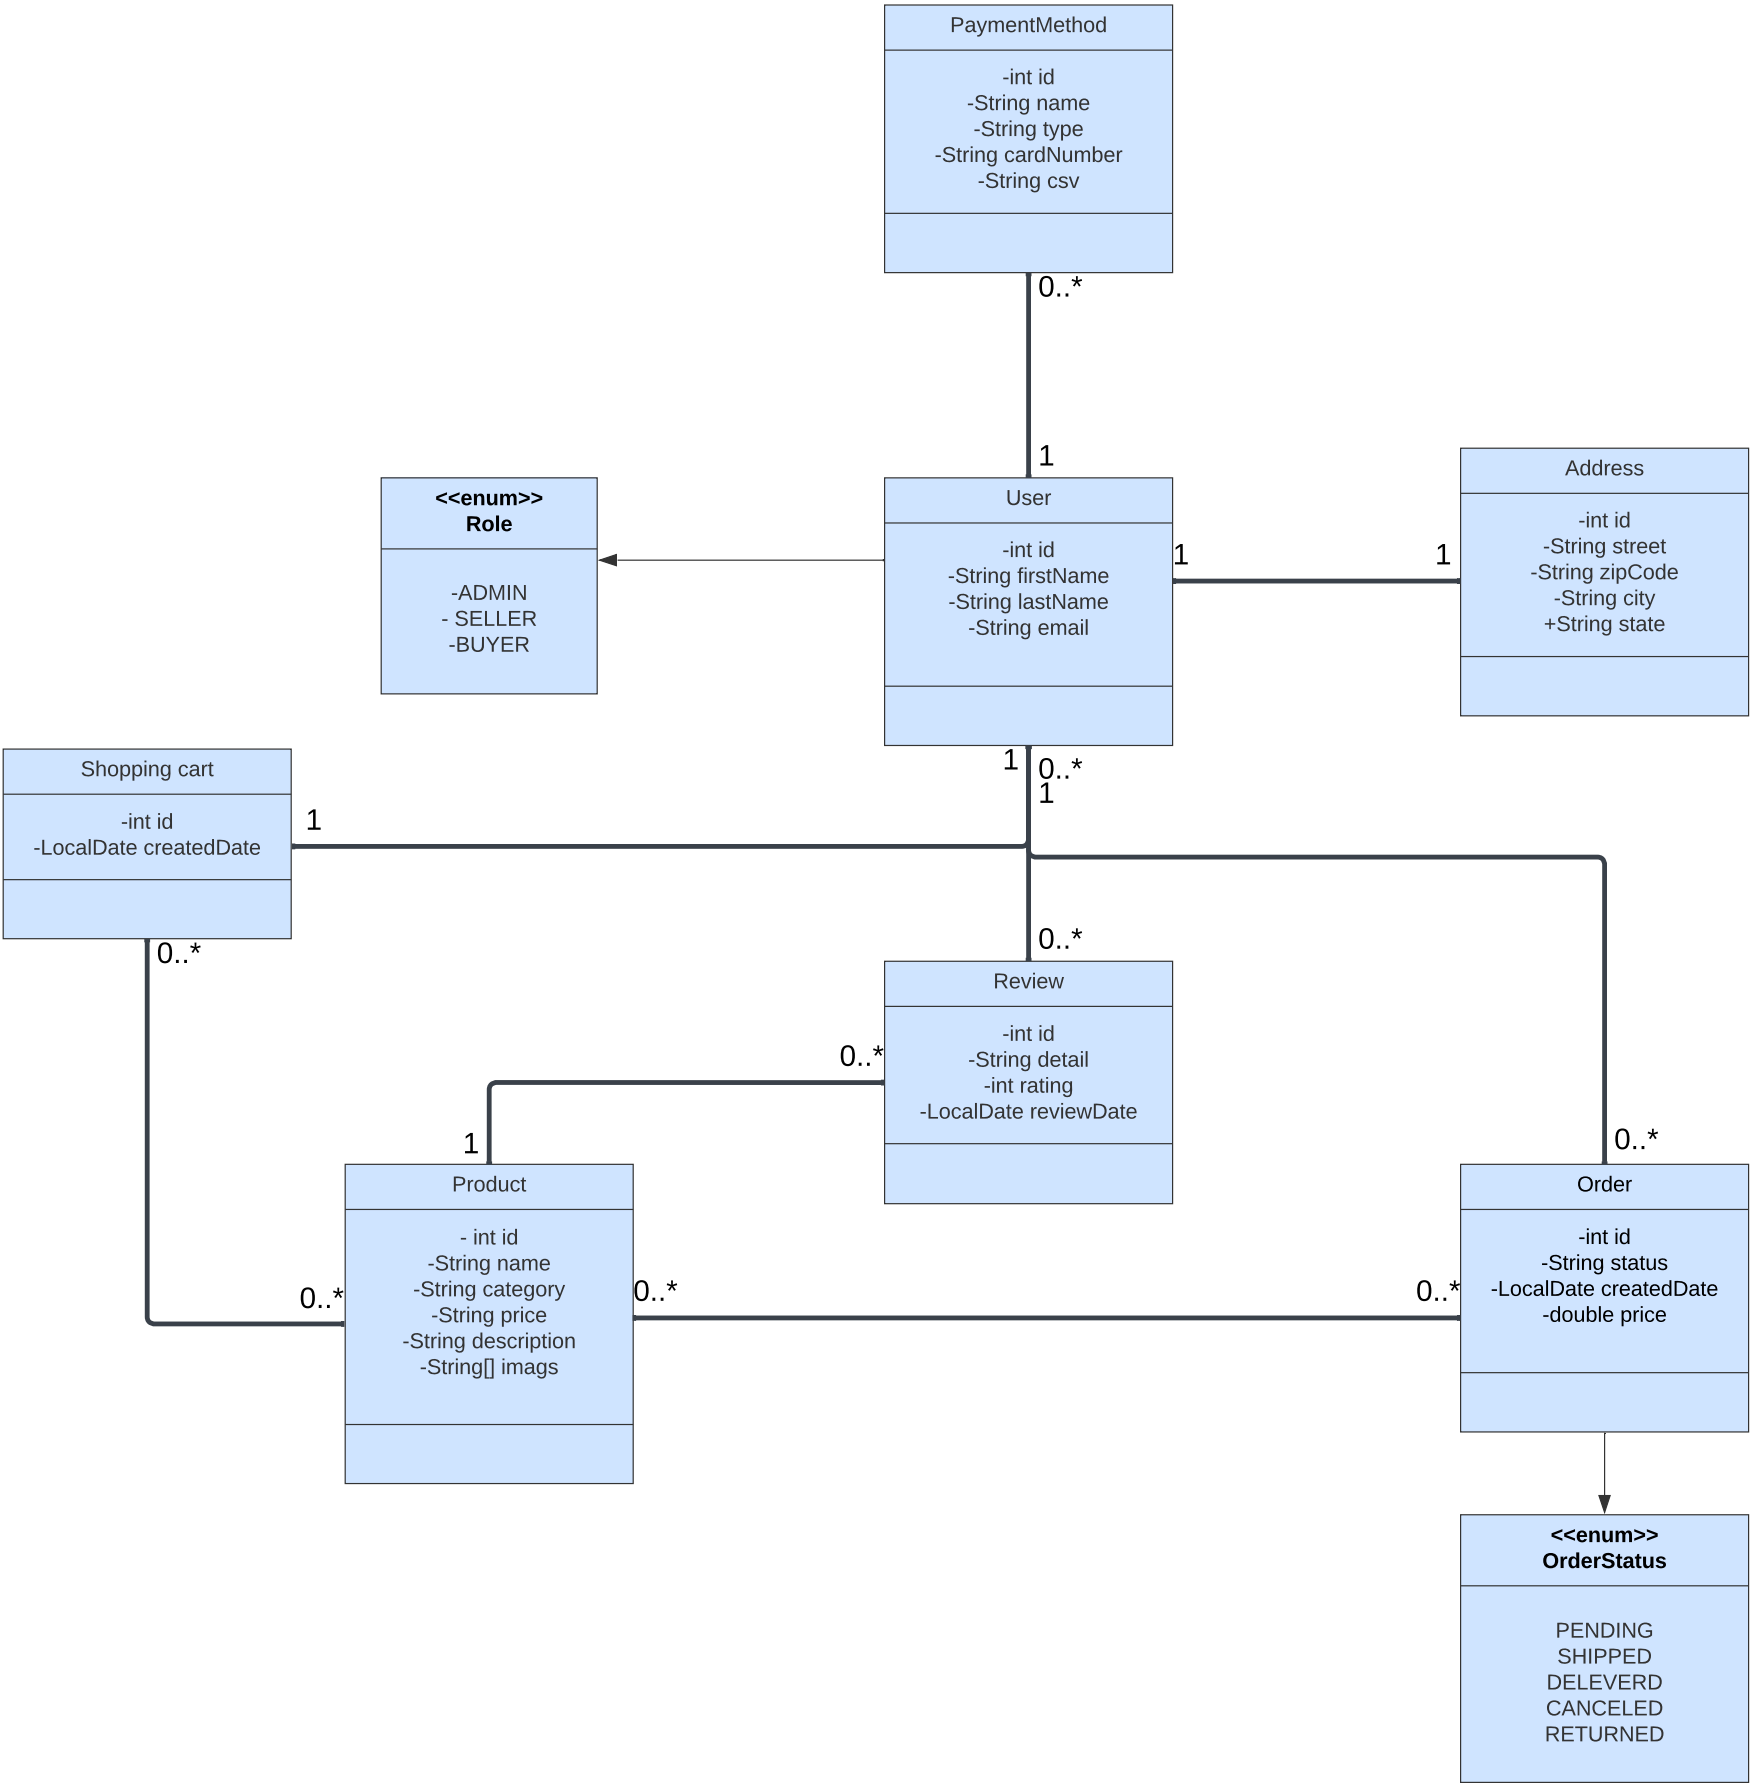 PaymentMethod
-int id
-String name
-String type
-String cardNumber
-String csv
0..*
1
<<enum>>
Role
-ADMIN
- SELLER
-BUYER
User
-int id
-String firstName
-String lastName
-String email
1
1
Address
-int id
-String street
-String zipCode
-String city
+String state
1
0..*
1
Shopping cart
-int id
-LocalDate createdDate
1
0..*
0..*
Review
-int id
-String detail
-int rating
-LocalDate reviewDate
0..*
1
0..*
Product
- int id
-String name
-String category
-String price
-String description
-String[] imags
0..*
0..*
0..*
Order
-int id
-String status
-LocalDate createdDate
-double price
<<enum>>
OrderStatus
PENDING
SHIPPED
DELEVERD
CANCELED
RETURNED